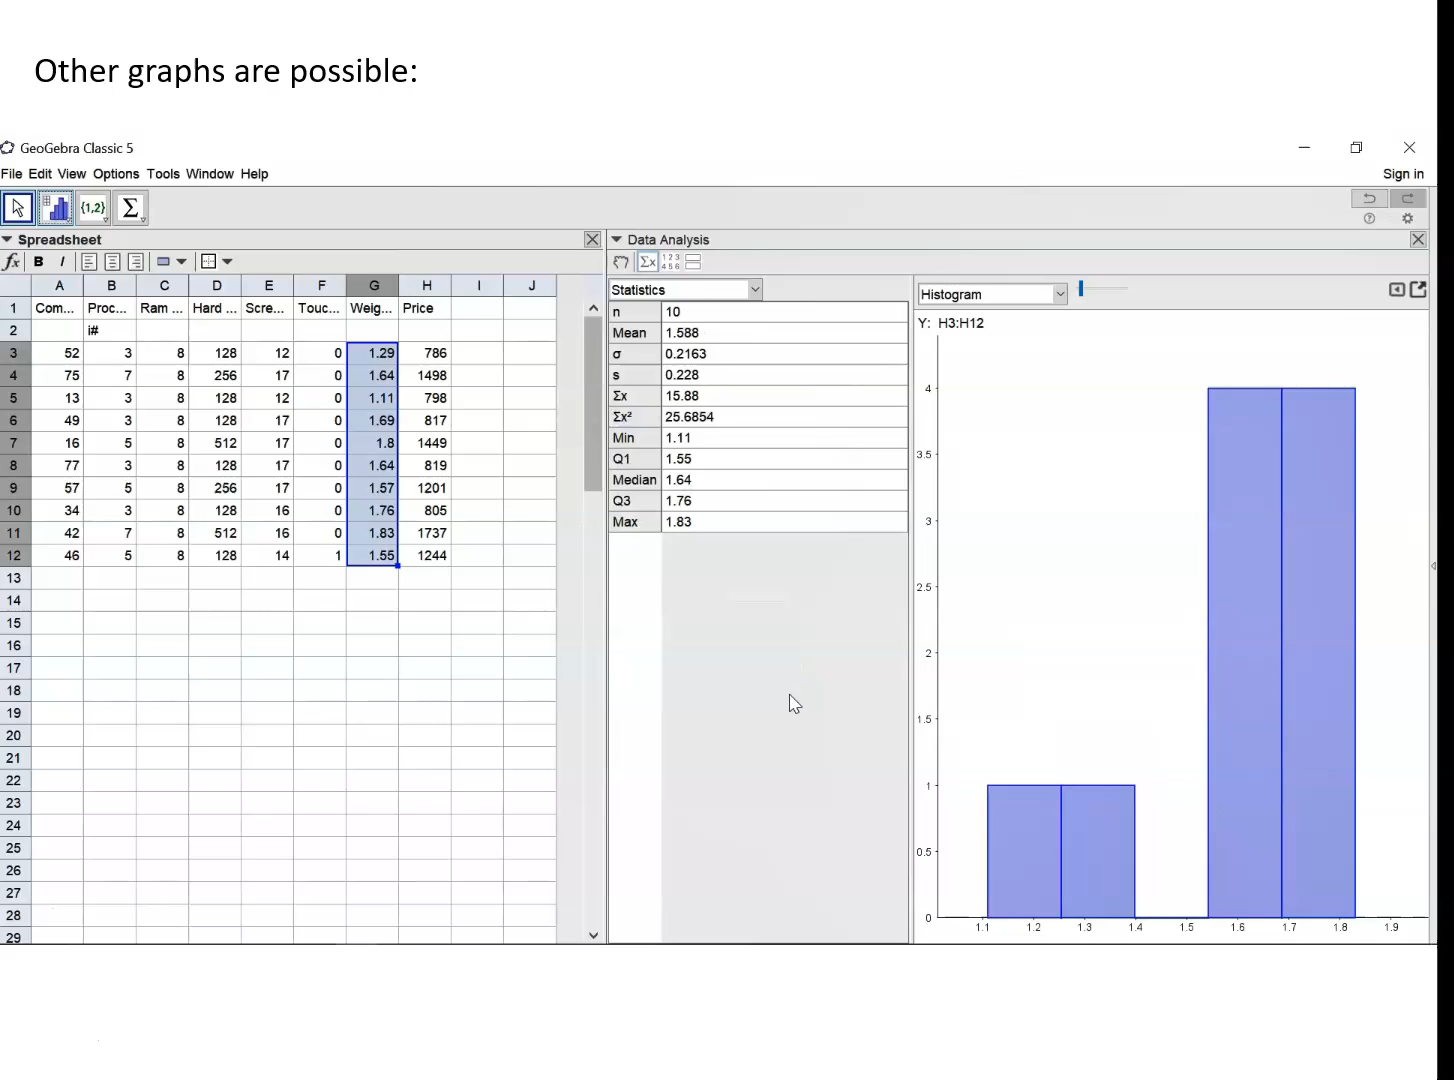 Other graphs are possible:
GeoGebra Classic 5
File Edit View Options Tools Window Help
Sign in
{1,2} Σ
Spreadsheet
Data Analysis
fx B I
Σx 123 456
A B C D E F G H I J
Statistics
Histogram
1 Com... Proc... Ram ... Hard ... Scre... Touc... Weig... Price
2 i#
3 52 3 8 128 12 0 1.29 786
4 75 7 8 256 17 0 1.64 1498
5 13 3 8 128 12 0 1.11 798
6 49 3 8 128 17 0 1.69 817
7 16 5 8 512 17 0 1.8 1449
8 77 3 8 128 17 0 1.64 819
9 57 5 8 256 17 0 1.57 1201
10 34 3 8 128 16 0 1.76 805
11 42 7 8 512 16 0 1.83 1737
12 46 5 8 128 14 1 1.55 1244
13
14
15
16
17
18
19
20
21
22
23
24
25
26
27
28
29
n 10
Mean 1.588
σ 0.2163
s 0.228
Σx 15.88
Σx² 25.6854
Min 1.11
Q1 1.55
Median 1.64
Q3 1.76
Max 1.83
Y: H3:H12
4
3.5
3
2.5
2
1.5
1
0.5
0
1.1 1.2 1.3 1.4 1.5 1.6 1.7 1.8 1.9